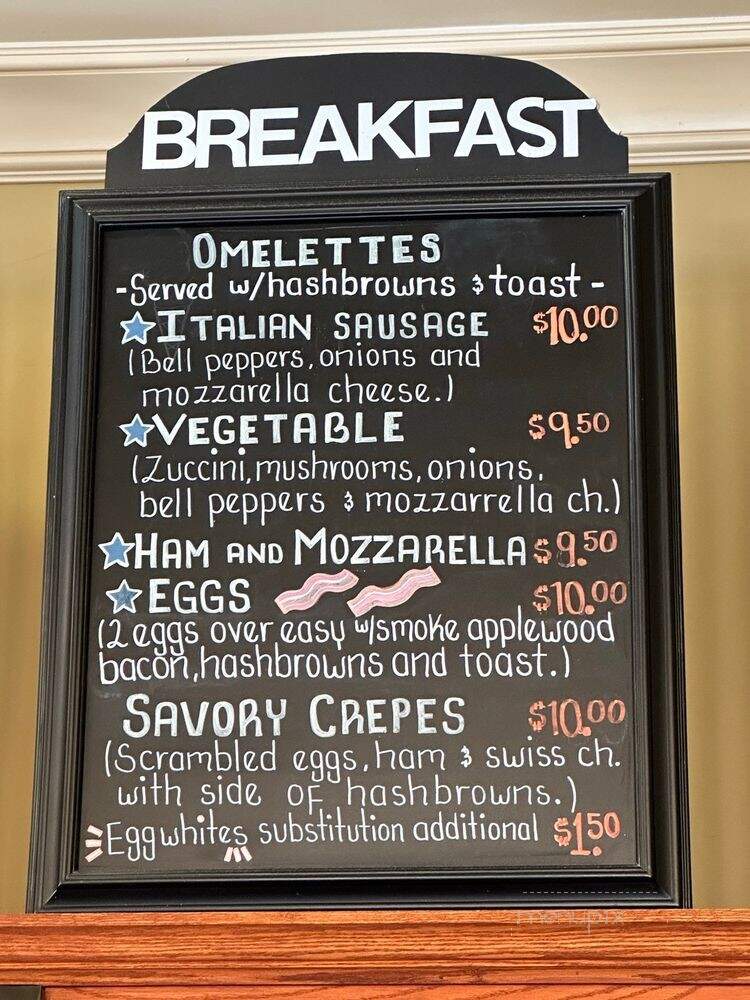 BREAKFAST
OMELETTES
-Served w/hashbrowns & toast-
ITALIAN SAUSAGE $10.00
(Bell peppers, onions and
mozzarella cheese.)
VEGETABLE $9.50
(Zuccini, mushrooms, onions,
bell peppers & mozzarrella ch.)
HAM AND MOZZARELLA $9.50
EGGS $10.00
(2 eggs over easy w/smoke applewood
bacon, hashbrowns and toast.)
SAVORY CREPES $10.00
(Scrambled eggs, ham & swiss ch.
with side of hashbrowns.)
Egg whites substitution additional $1.50
menupix